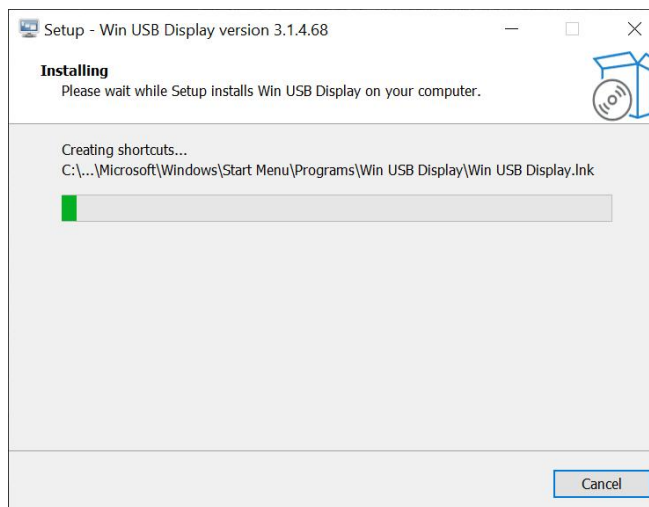 Setup - Win USB Display version 3.1.4.68
Installing
Please wait while Setup installs Win USB Display on your computer.
Creating shortcuts...
C:\...\Microsoft\Windows\Start Menu\Programs\Win USB Display\Win USB Display.lnk
Cancel